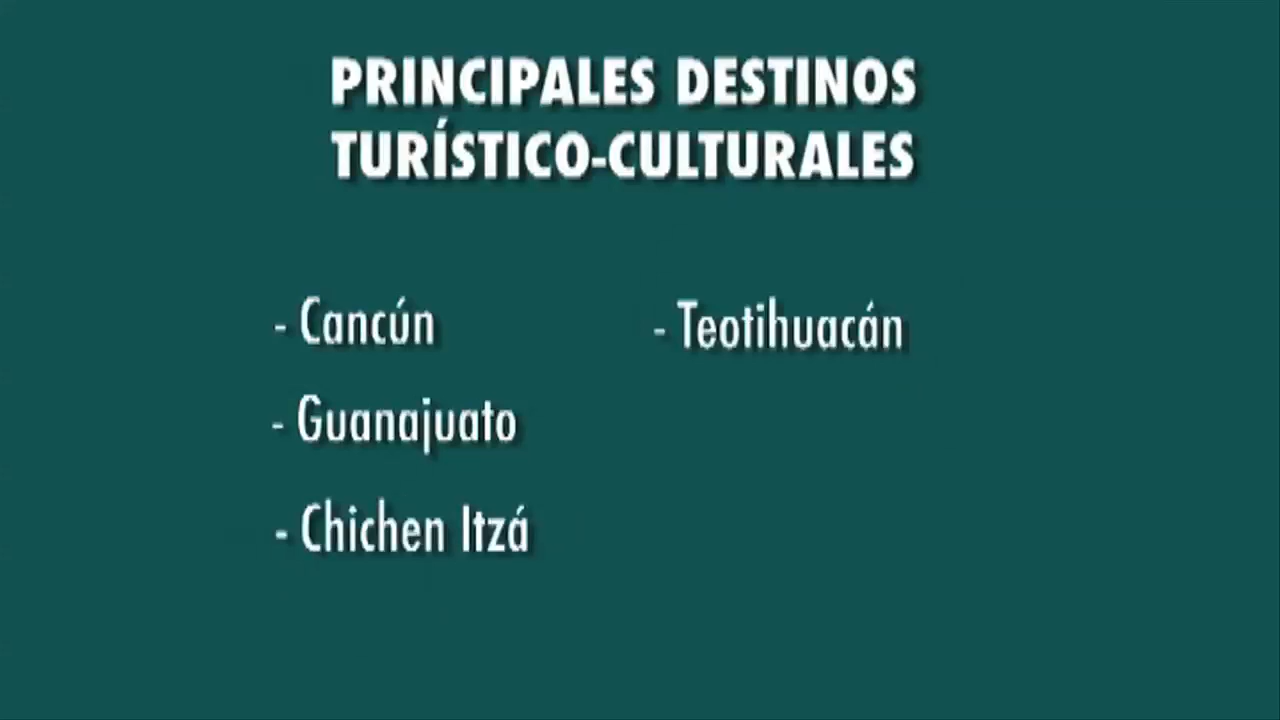 PRINCIPALES DESTINOS
TURÍSTICO-CULTURALES
- Cancún
- Guanajuato
- Chichen Itzá
- Teotihuacán